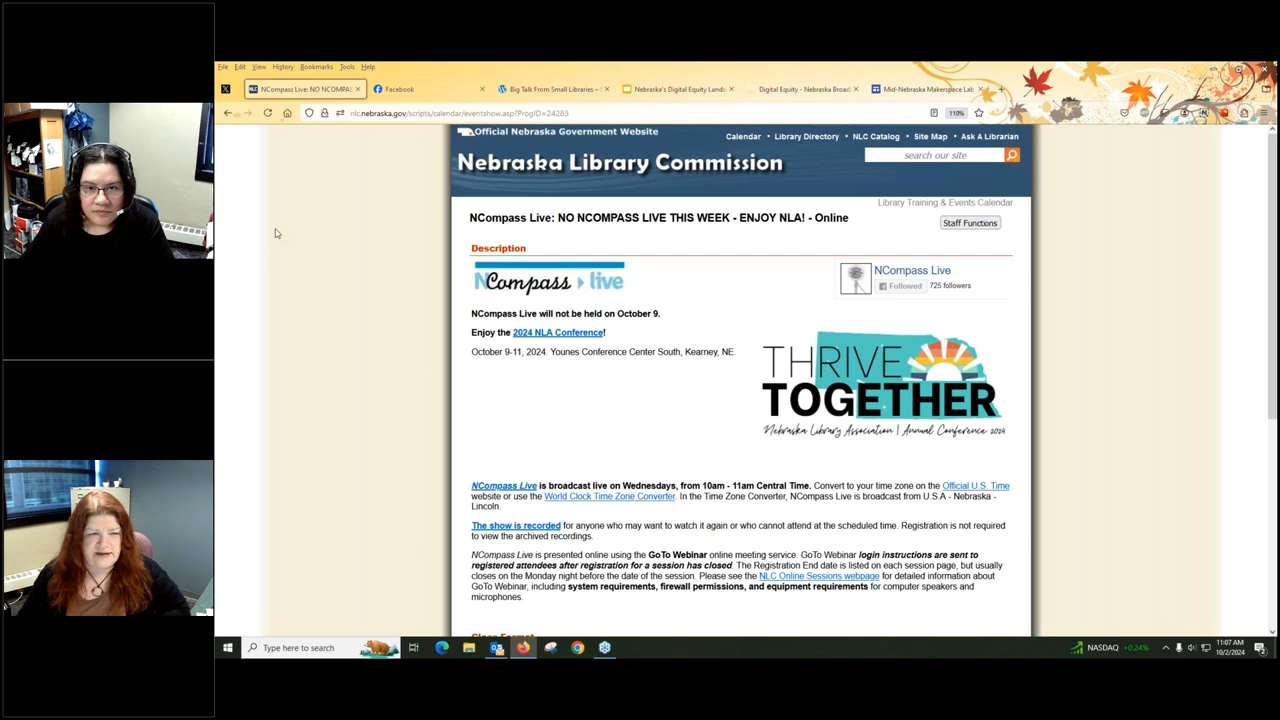 File Edit View History Bookmarks Tools Help
NCompass Live: NO NCOMPAS
Facebook
Big Talk From Small Libraries –
Nebraska's Digital Equity Lands
Digital Equity - Nebraska Broad
Mid-Nebraska Makerspace Lab
nlc.nebraska.gov/scripts/calendar/eventshow.asp?ProgID=24283
110%
Official Nebraska Government Website
Calendar • Library Directory • NLC Catalog • Site Map • Ask A Librarian
Nebraska Library Commission
search our site
Library Training & Events Calendar
NCompass Live: NO NCOMPASS LIVE THIS WEEK - ENJOY NLA! - Online
Staff Functions
Description
NCompass live
NCompass Live
Followed 725 followers
NCompass Live will not be held on October 9.
Enjoy the 2024 NLA Conference!
October 9-11, 2024. Younes Conference Center South, Kearney, NE.
THRIVE
TOGETHER
Nebraska Library Association | Annual Conference 2024
NCompass Live is broadcast live on Wednesdays, from 10am - 11am Central Time. Convert to your time zone on the Official U.S. Time
website or use the World Clock Time Zone Converter. In the Time Zone Converter, NCompass Live is broadcast from U.S.A - Nebraska -
Lincoln.
The show is recorded for anyone who may want to watch it again or who cannot attend at the scheduled time. Registration is not required
to view the archived recordings.
NCompass Live is presented online using the GoTo Webinar online meeting service. GoTo Webinar login instructions are sent to
registered attendees after registration for a session has closed. The Registration End date is listed on each session page, but usually
closes on the Monday night before the date of the session. Please see the NLC Online Sessions webpage for detailed information about
GoTo Webinar, including system requirements, firewall permissions, and equipment requirements for computer speakers and
microphones.
Type here to search
NASDAQ +0.24%
11:07 AM
10/2/2024